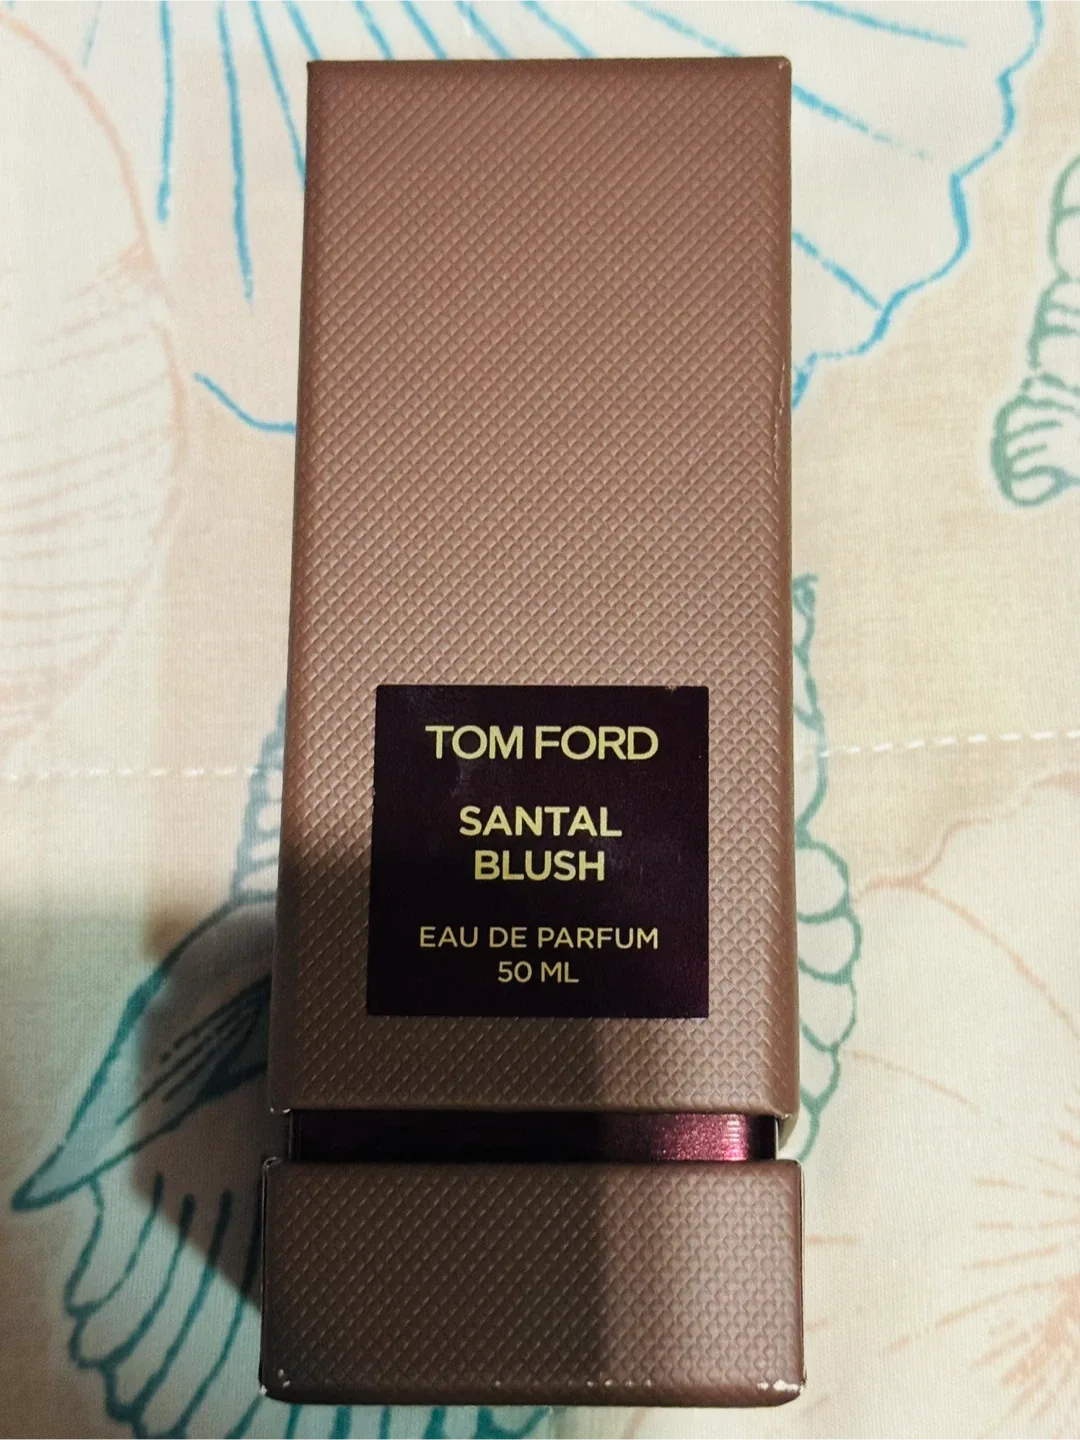 TOM FORD
SANTAL
BLUSH
EAU DE PARFUM
50 ML